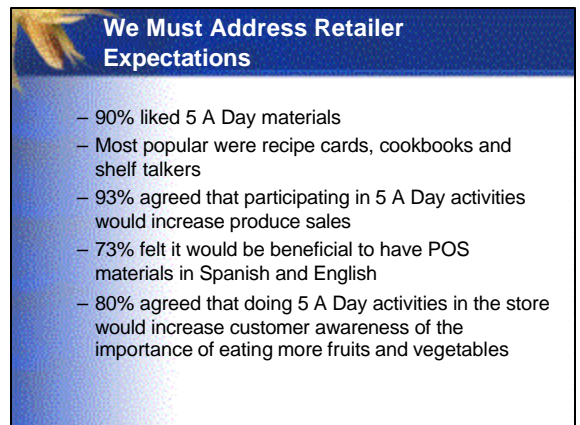 We Must Address Retailer
Expectations
– 90% liked 5 A Day materials
– Most popular were recipe cards, cookbooks and
shelf talkers
– 93% agreed that participating in 5 A Day activities
would increase produce sales
– 73% felt it would be beneficial to have POS
materials in Spanish and English
– 80% agreed that doing 5 A Day activities in the store
would increase customer awareness of the
importance of eating more fruits and vegetables